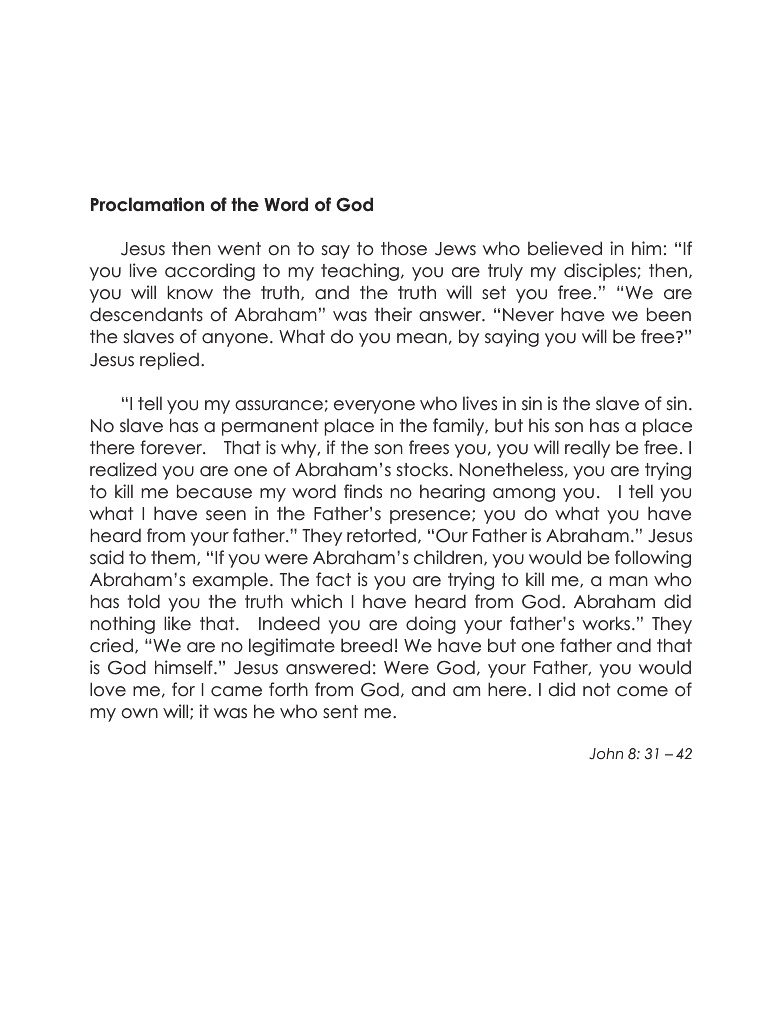 Proclamation of the Word of God
Jesus then went on to say to those Jews who believed in him: “If
you live according to my teaching, you are truly my disciples; then,
you will know the truth, and the truth will set you free.” “We are
descendants of Abraham” was their answer. “Never have we been
the slaves of anyone. What do you mean, by saying you will be free?”
Jesus replied.
“I tell you my assurance; everyone who lives in sin is the slave of sin.
No slave has a permanent place in the family, but his son has a place
there forever.   That is why, if the son frees you, you will really be free. I
realized you are one of Abraham’s stocks. Nonetheless, you are trying
to kill me because my word finds no hearing among you.   I tell you
what I have seen in the Father’s presence; you do what you have
heard from your father.” They retorted, “Our Father is Abraham.” Jesus
said to them, “If you were Abraham’s children, you would be following
Abraham’s example. The fact is you are trying to kill me, a man who
has told you the truth which I have heard from God. Abraham did
nothing like that.   Indeed you are doing your father’s works.” They
cried, “We are no legitimate breed! We have but one father and that
is God himself.” Jesus answered: Were God, your Father, you would
love me, for I came forth from God, and am here. I did not come of
my own will; it was he who sent me.
John 8: 31 – 42